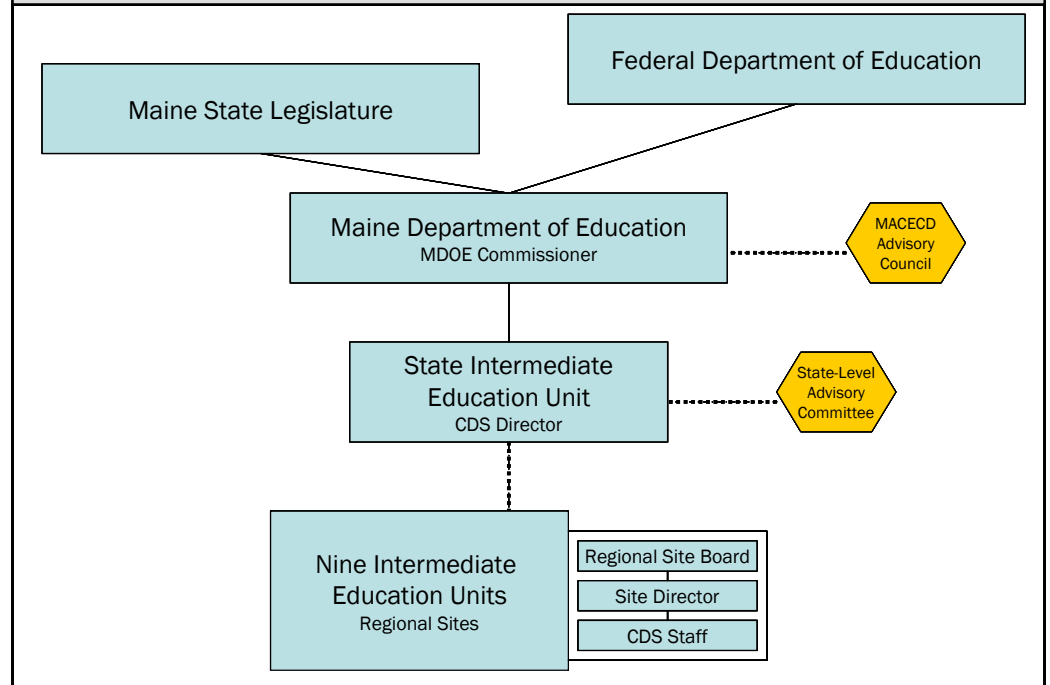 Federal Department of Education
Maine State Legislature
Maine Department of Education
MDOE Commissioner
MACECD
Advisory
Council
State Intermediate
Education Unit
CDS Director
State-Level
Advisory
Committee
Nine Intermediate
Education Units
Regional Sites
Regional Site Board
Site Director
CDS Staff